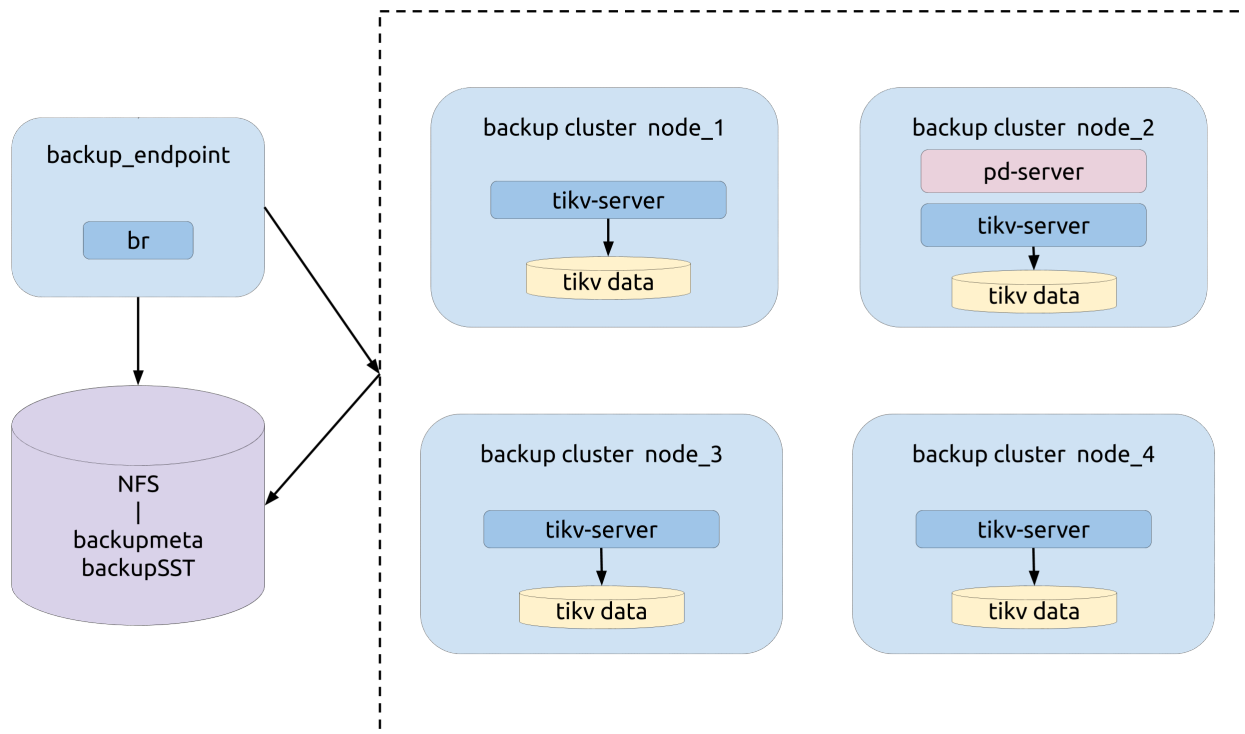 backup_endpoint
br
NFS
backupmeta
backupSST
backup cluster node_1
tikv-server
tikv data
backup cluster node_2
pd-server
tikv-server
tikv data
backup cluster node_3
tikv-server
tikv data
backup cluster node_4
tikv-server
tikv data